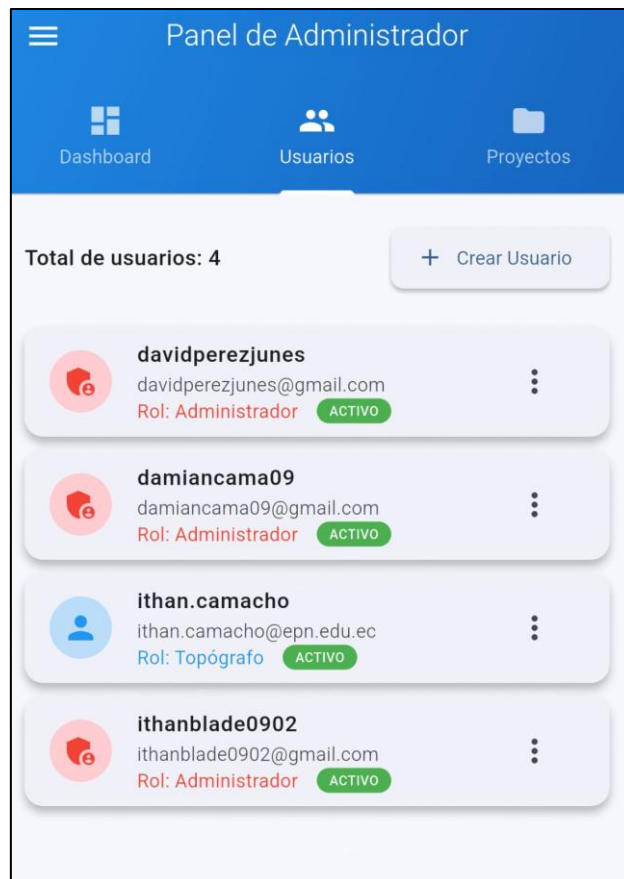 Panel de Administrador
Dashboard
Usuarios
Proyectos
Total de usuarios: 4
+ Crear Usuario
davidperezjunes
davidperezjunes@gmail.com
Rol: Administrador ACTIVO
damiancama09
damiancama09@gmail.com
Rol: Administrador ACTIVO
ithan.camacho
ithan.camacho@epn.edu.ec
Rol: Topógrafo ACTIVO
ithanblade0902
ithanblade0902@gmail.com
Rol: Administrador ACTIVO